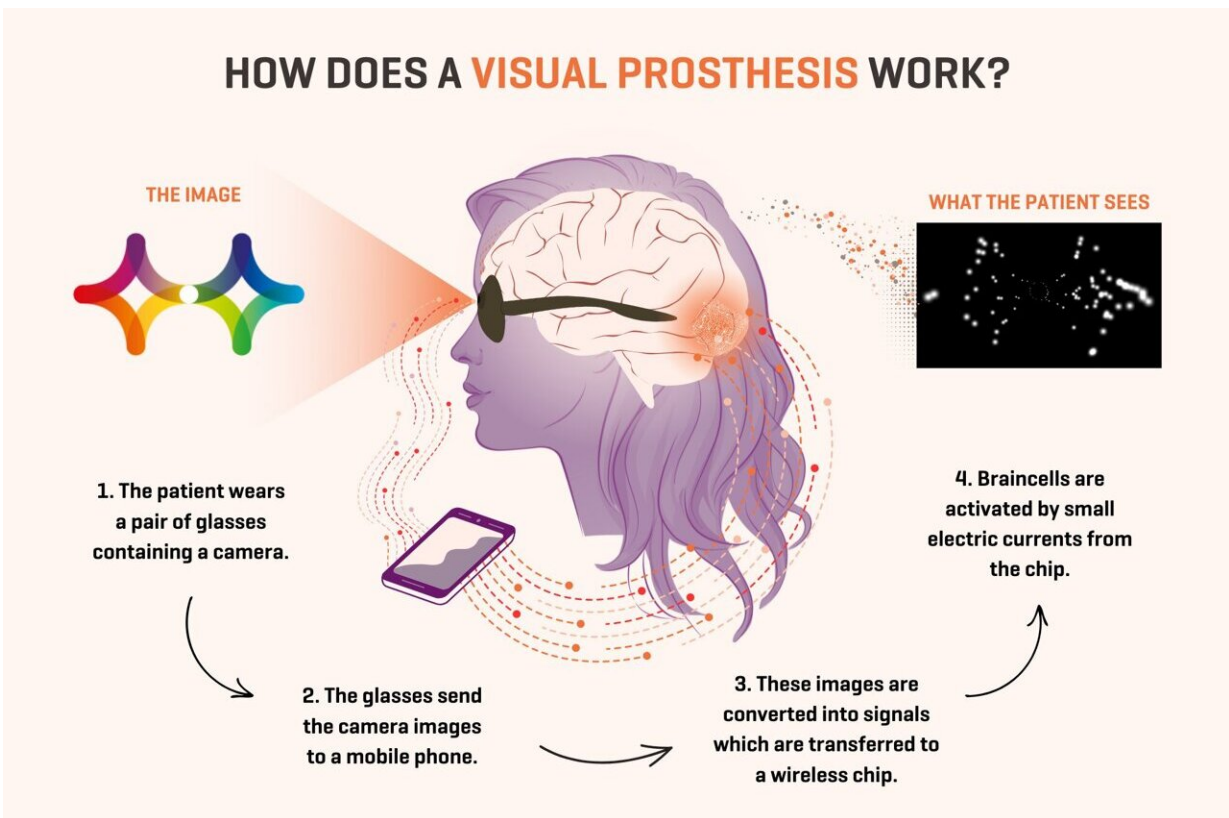 HOW DOES A VISUAL PROSTHESIS WORK?
THE IMAGE
WHAT THE PATIENT SEES
1. The patient wears
a pair of glasses
containing a camera.
2. The glasses send
the camera images
to a mobile phone.
3. These images are
converted into signals
which are transferred to
a wireless chip.
4. Braincells are
activated by small
electric currents from
the chip.